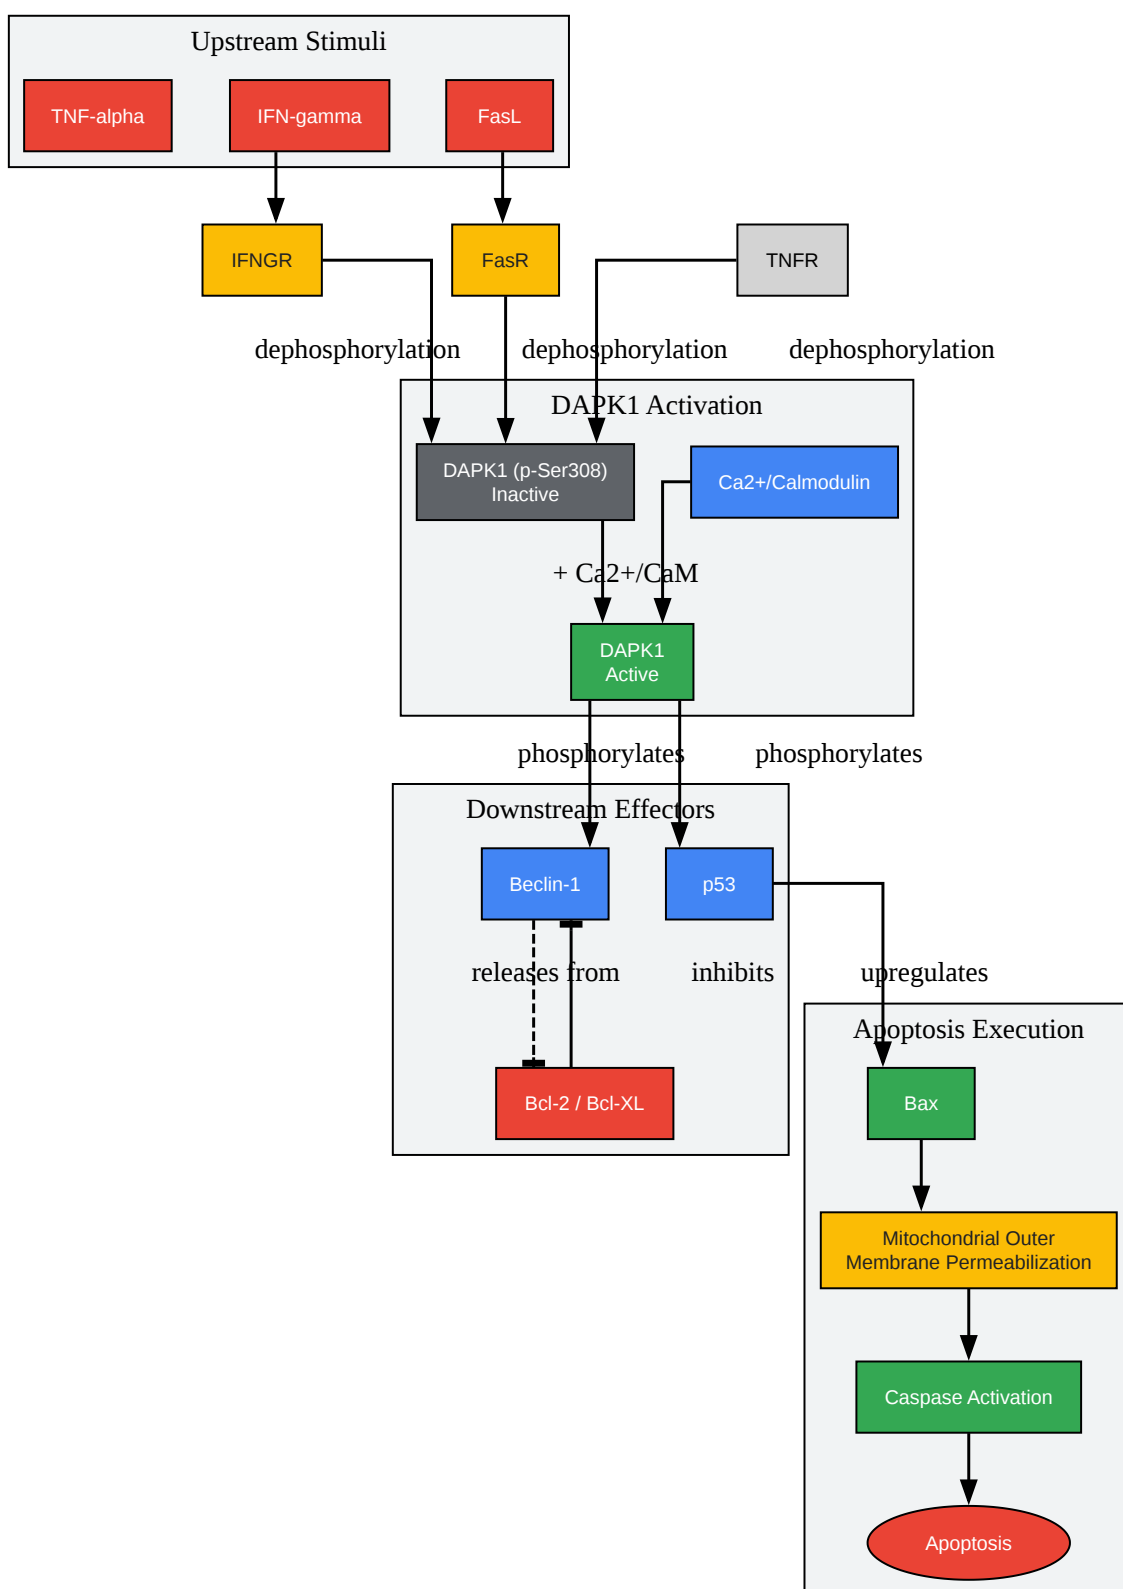 Upstream Stimuli
TNF-alpha
IFN-gamma
FasL
IFNGR
FasR
TNFR
dephosphorylation
dephosphorylation
dephosphorylation
DAPK1 Activation
DAPK1 (p-Ser308)
Inactive
Ca2+/Calmodulin
+ Ca2+/CaM
DAPK1
Active
phosphorylates
phosphorylates
Downstream Effectors
Beclin-1
p53
releases from
inhibits
upregulates
Apoptosis Execution
Bcl-2 / Bcl-XL
Bax
Mitochondrial Outer
Membrane Permeabilization
Caspase Activation
Apoptosis